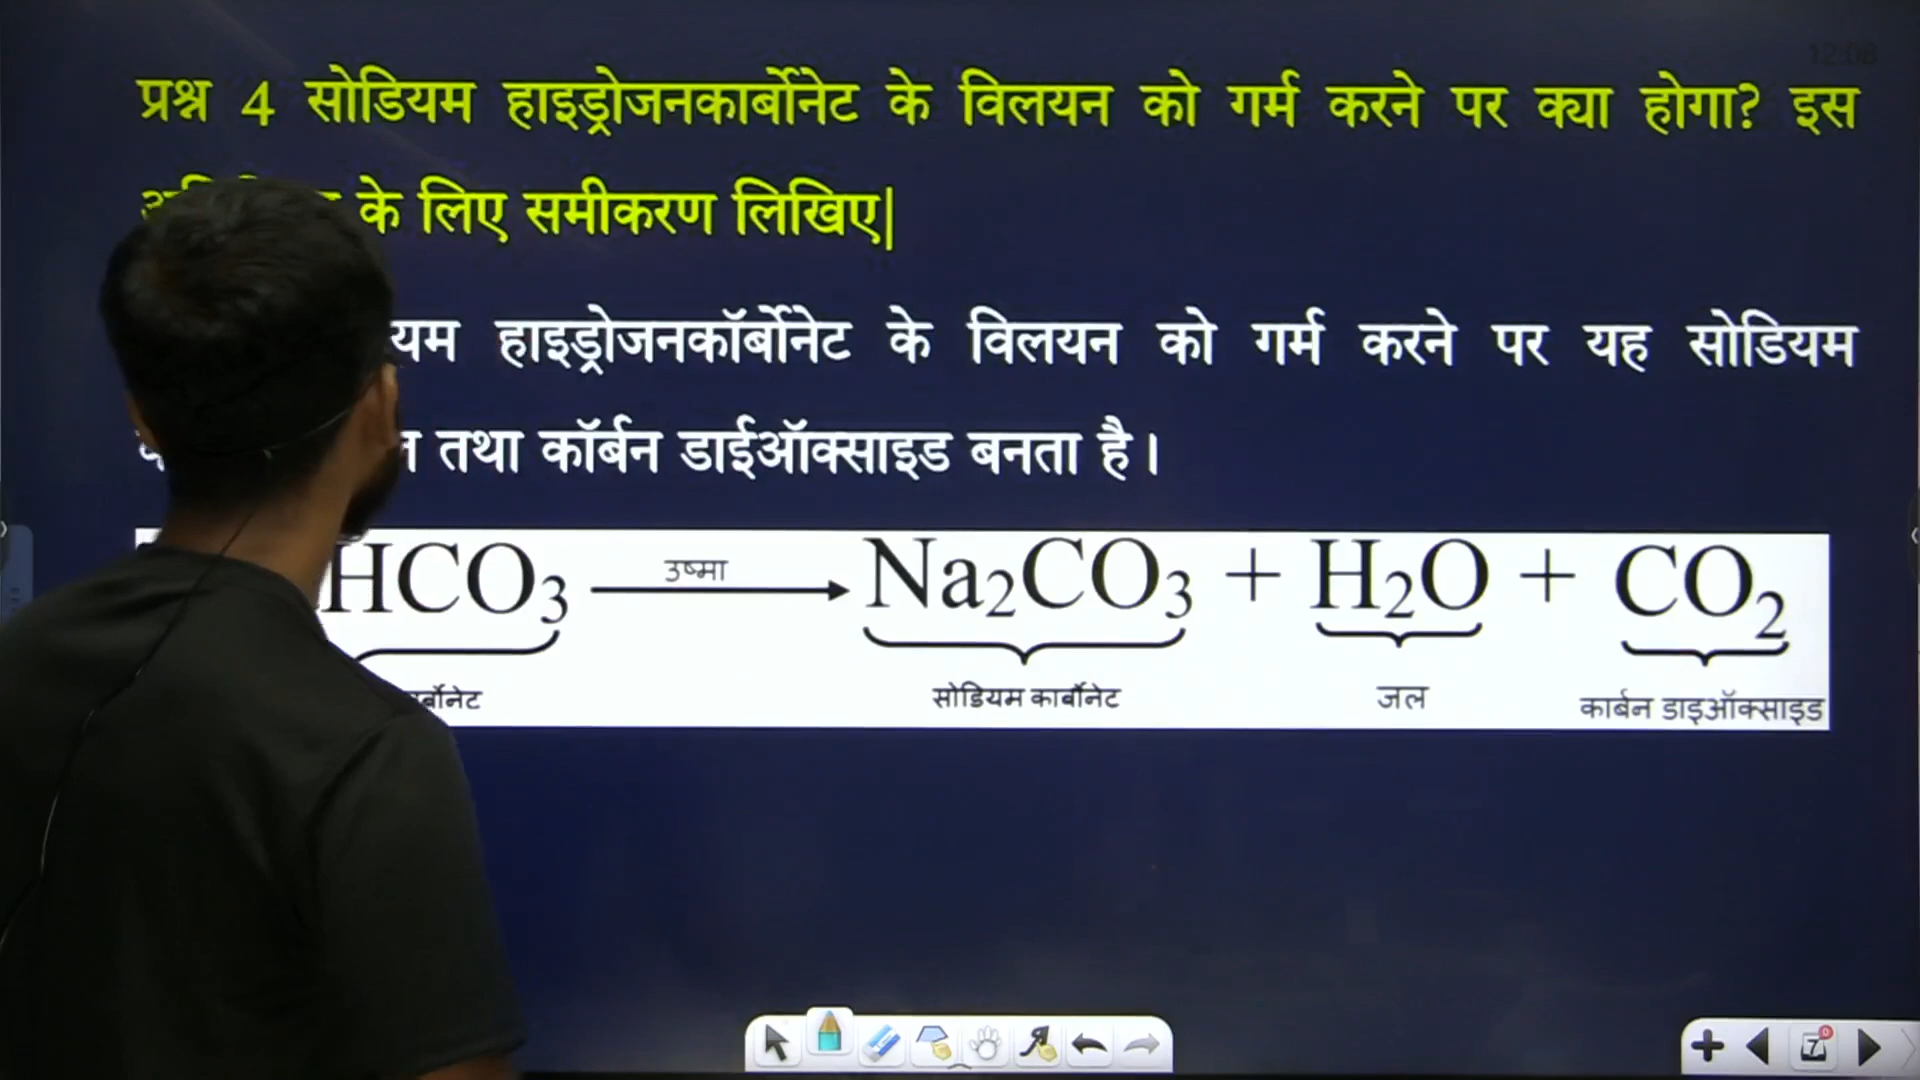 प्रश्न 4 सोडियम हाइड्रोजनकार्बोनेट के विलयन को गर्म करने पर क्या होगा? इस
के लिए समीकरण लिखिए|
हाइड्रोजनकॉर्बोनेट के विलयन को गर्म करने पर यह सोडियम
तथा कॉर्बन डाईऑक्साइड बनता है।
HCO₃ उष्मा Na₂CO₃ + H₂O + CO₂
सोडियम कार्बोनेट जल कार्बन डाइऑक्साइड
7